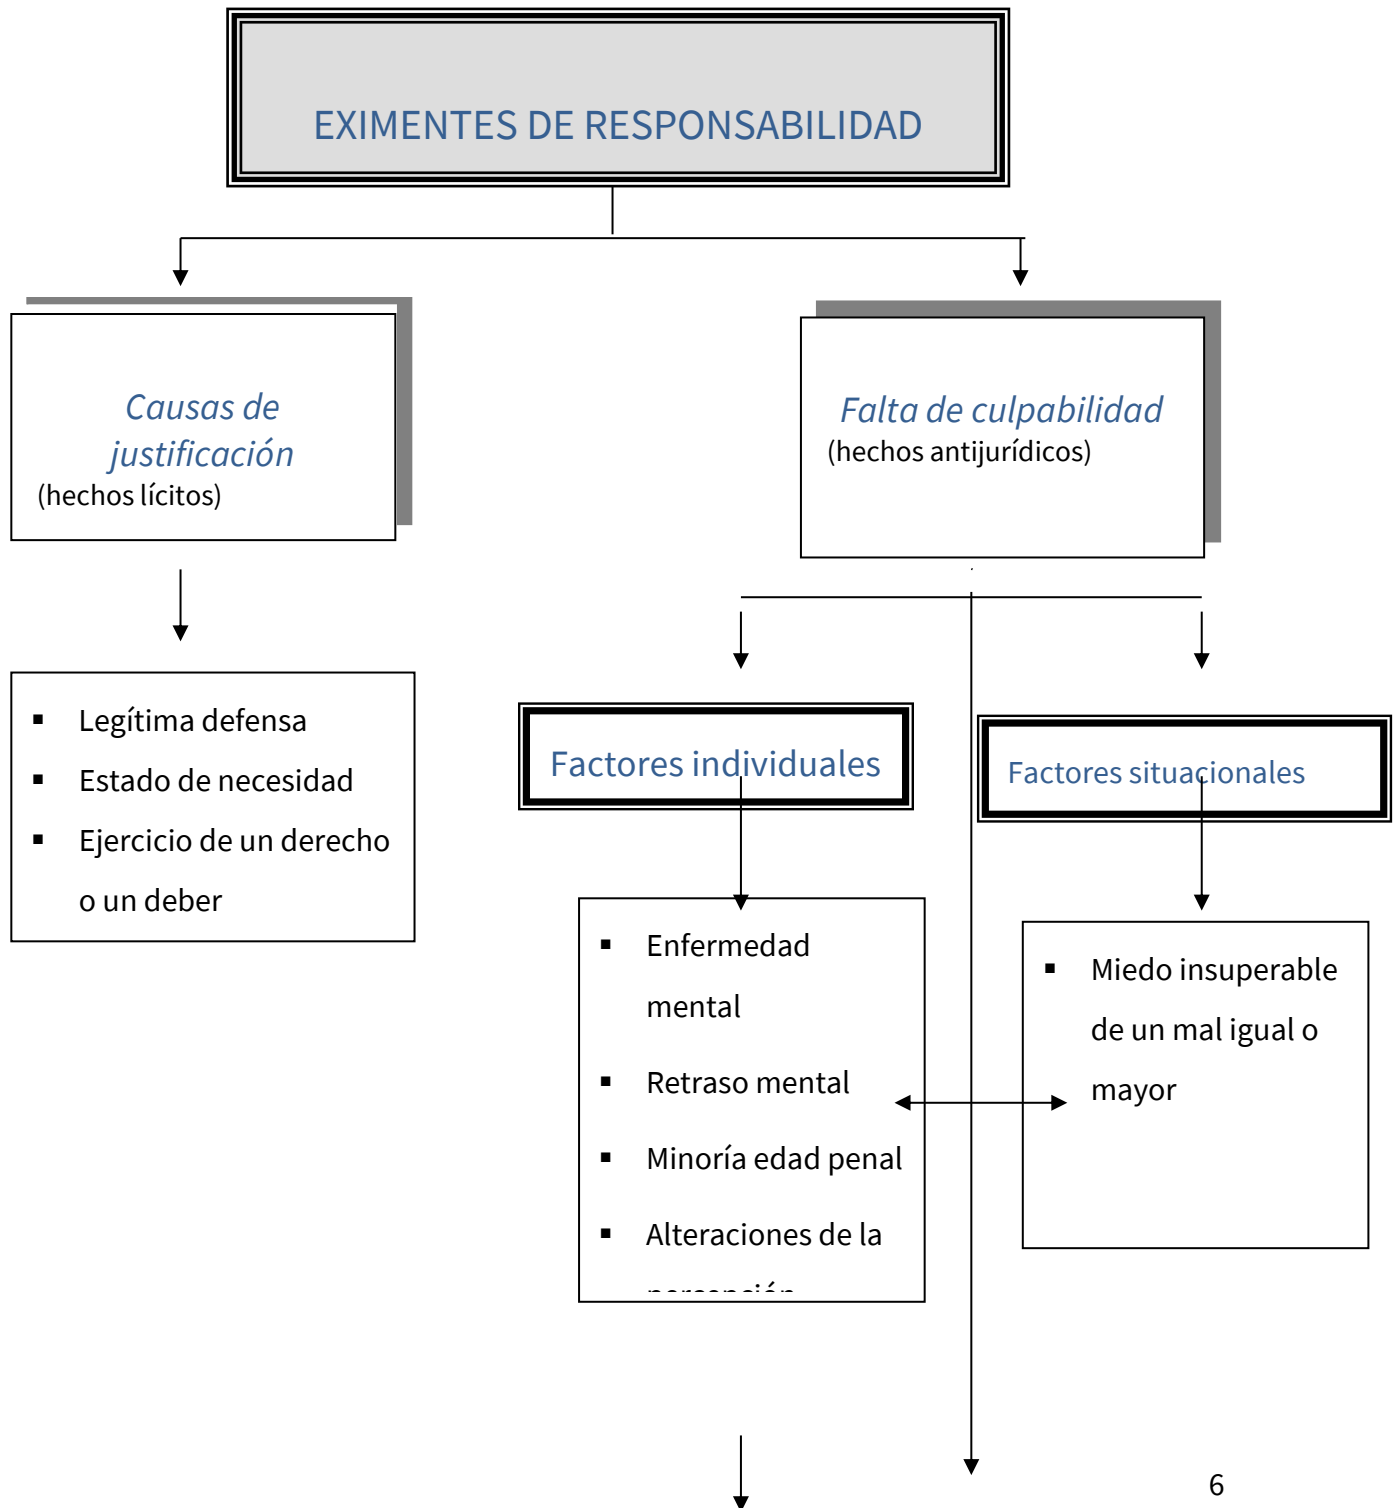 EXIMENTES DE RESPONSABILIDAD
Causas de
justificación
(hechos lícitos)
Falta de culpabilidad
(hechos antijurídicos)
▪ Legítima defensa
▪ Estado de necesidad
▪ Ejercicio de un derecho
o un deber
Factores individuales
Factores situacionales
▪ Enfermedad
mental
▪ Retraso mental
▪ Minoría edad penal
▪ Alteraciones de la
▪ Miedo insuperable
de un mal igual o
mayor
6